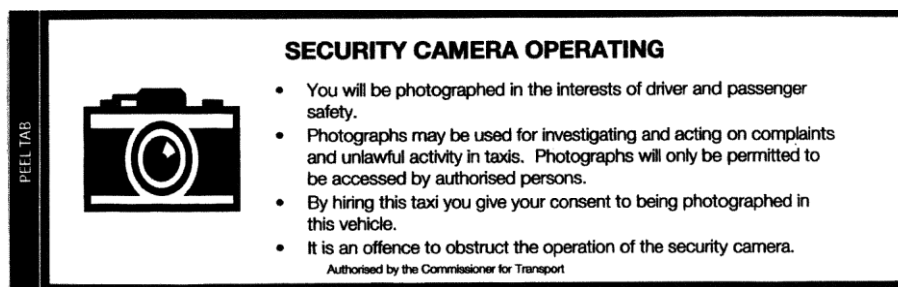 SECURITY CAMERA OPERATING
• You will be photographed in the interests of driver and passenger
safety.
• Photographs may be used for investigating and acting on complaints
and unlawful activity in taxis. Photographs will only be permitted to
be accessed by authorised persons.
• By hiring this taxi you give your consent to being photographed in
this vehicle.
• It is an offence to obstruct the operation of the security camera.
Authorised by the Commissioner for Transport
PEEL TAB